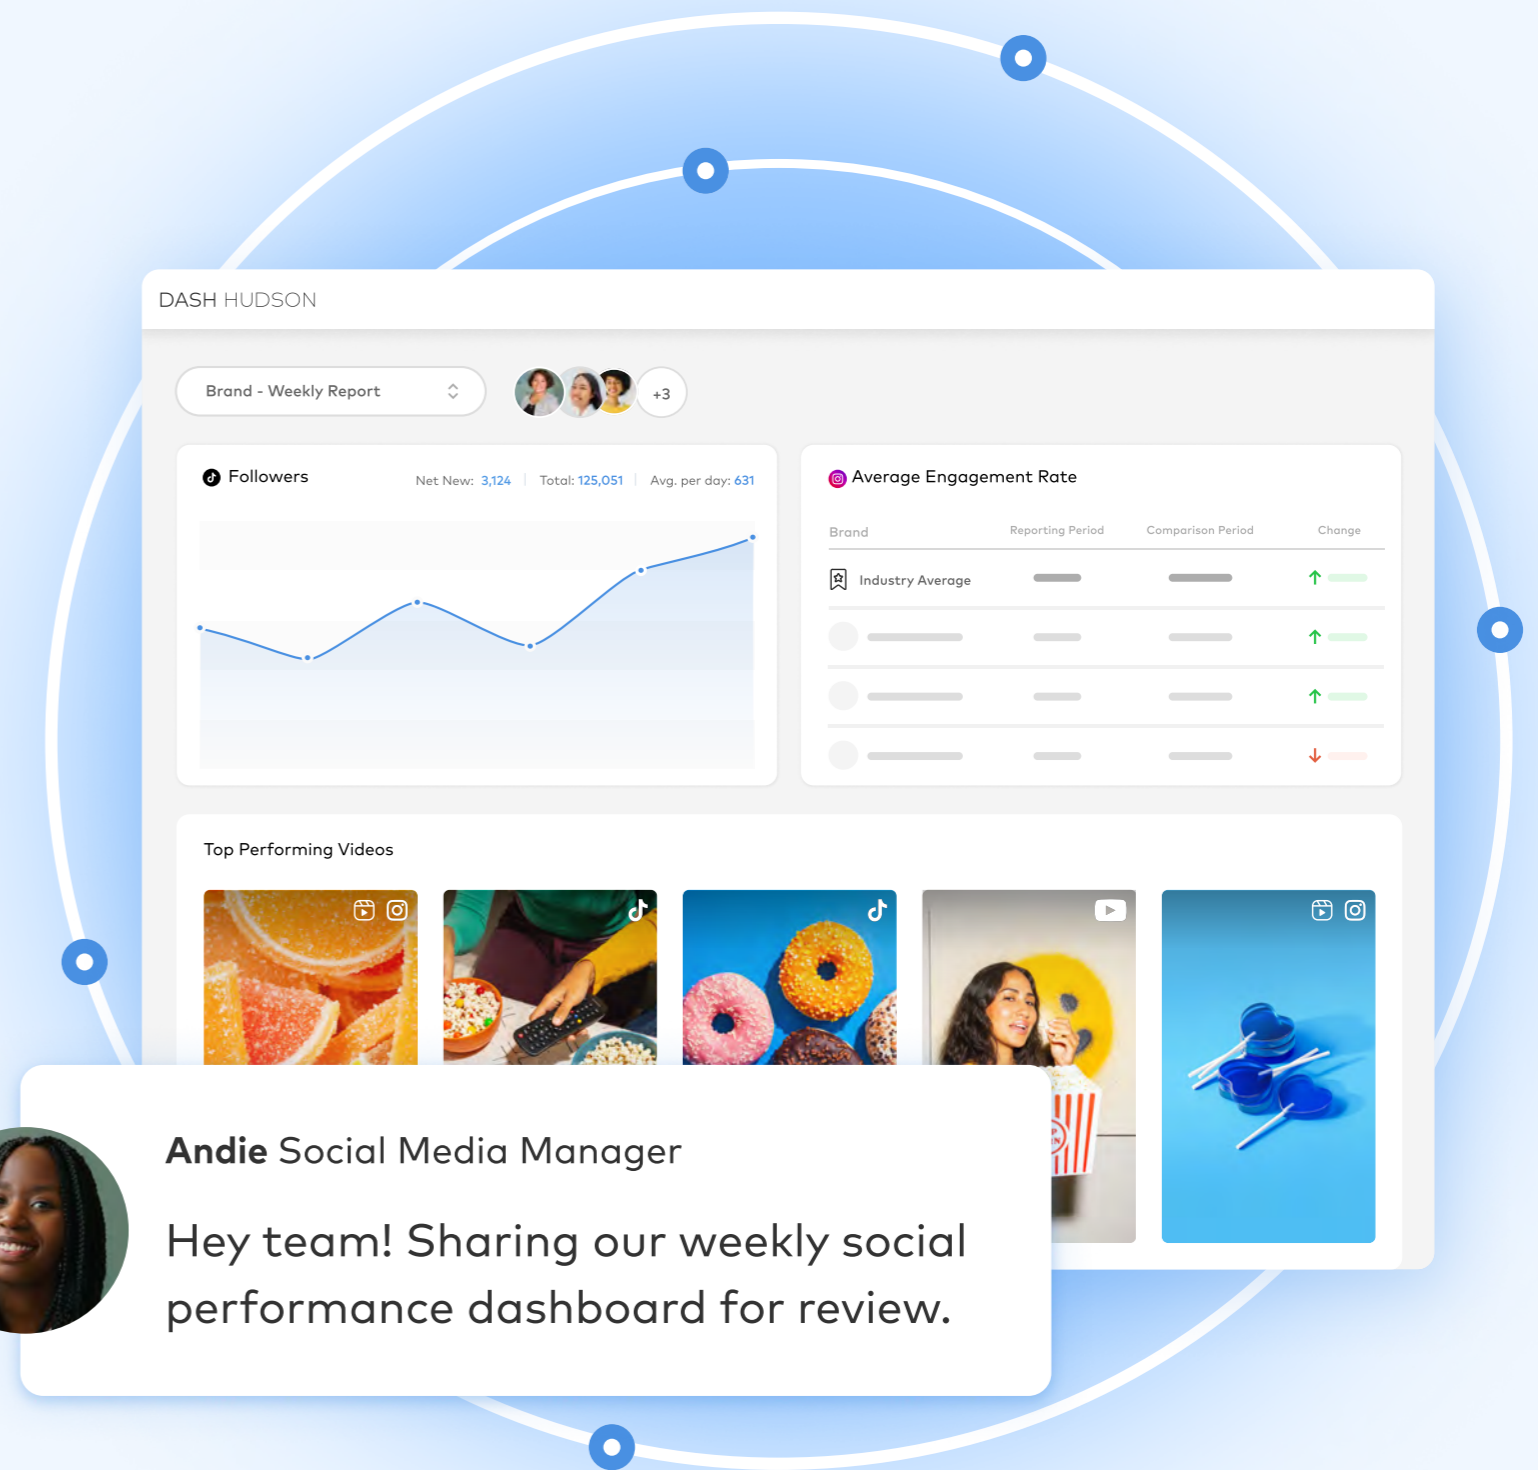 DASH HUDSON
Brand - Weekly Report
+3
Followers
Net New: 3,124
Total: 125,051
Avg. per day: 631
Average Engagement Rate
Brand Reporting Period Comparison Period Change
Industry Average
Top Performing Videos
Andie Social Media Manager
Hey team! Sharing our weekly social
performance dashboard for review.